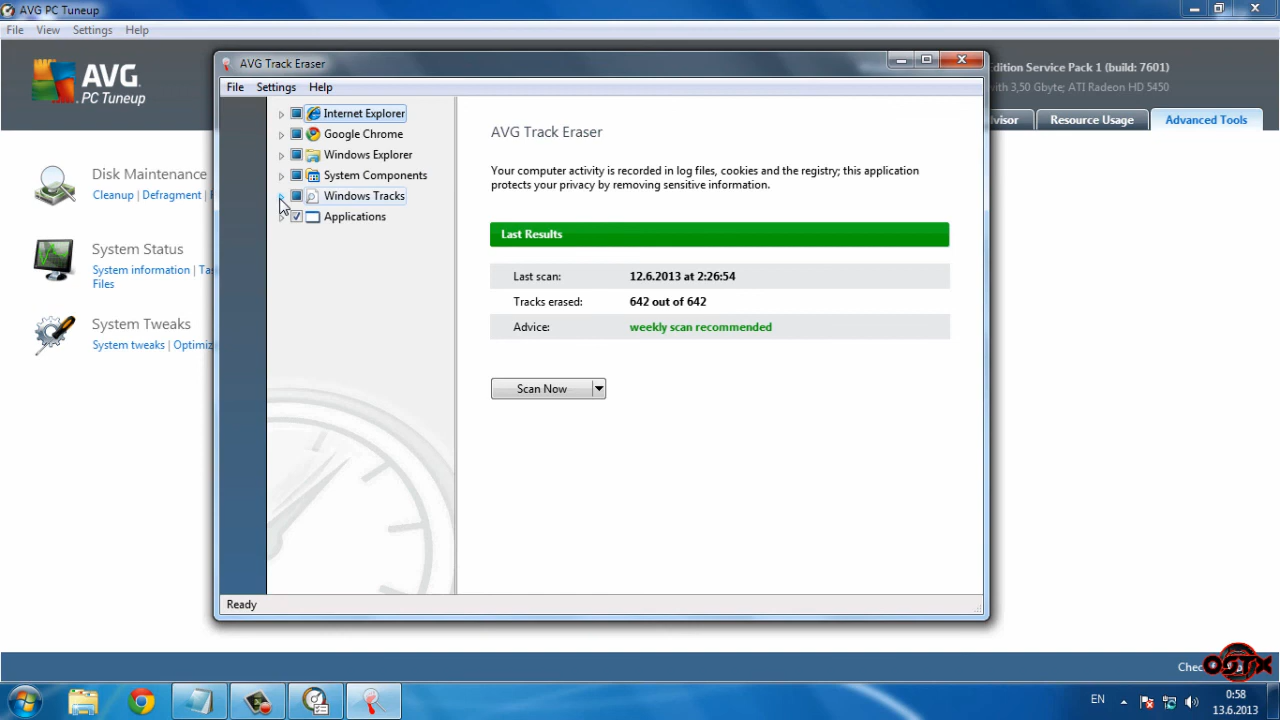 AVG PC Tuneup
File View Settings Help
AVG
PC Tuneup
Edition Service Pack 1 (build: 7601)
with 3,50 Gbyte; ATI Radeon HD 5450
Resource Usage
Advanced Tools
Disk Maintenance
Cleanup | Defragment |
System Status
System information |
Files
System Tweaks
System tweaks |
AVG Track Eraser
File Settings Help
Internet Explorer
Google Chrome
Windows Explorer
System Components
Windows Tracks
Applications
AVG Track Eraser
Your computer activity is recorded in log files, cookies and the registry; this application
protects your privacy by removing sensitive information.
Last Results
Last scan: 12.6.2013 at 2:26:54
Tracks erased: 642 out of 642
Advice: weekly scan recommended
Scan Now
Ready
OSTX
EN
0:58
13.6.2013